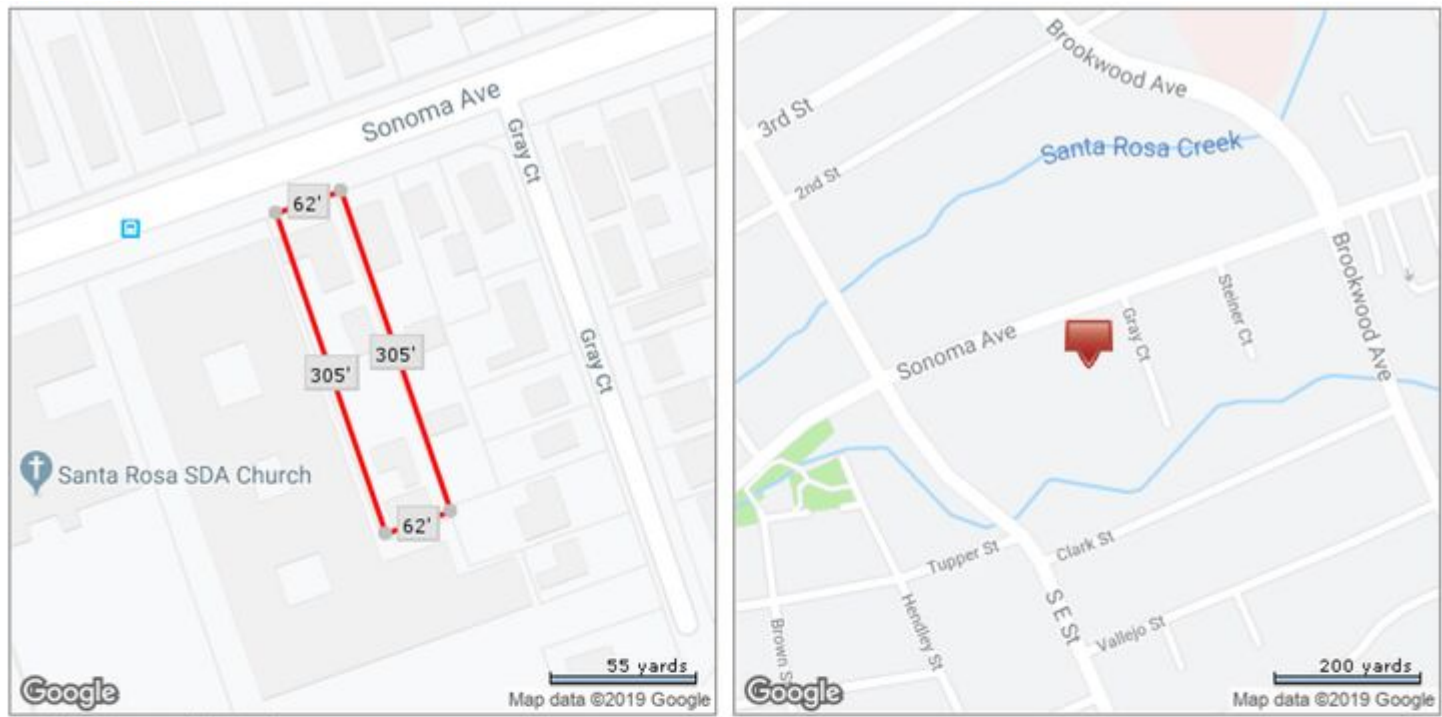 Sonoma Ave
Gray Ct
62'
305'
305'
Gray Ct
Santa Rosa SDA Church
62'
55 yards
Google
Map data ©2019 Google
Brookwood Ave
3rd St
Santa Rosa Creek
2nd St
Brookwood Ave
Steiner Ct
Gray Ct
Sonoma Ave
Tupper St
Clark St
S E St
Hendley St
Vallejo St
Brown S
200 yards
Google
Map data ©2019 Google